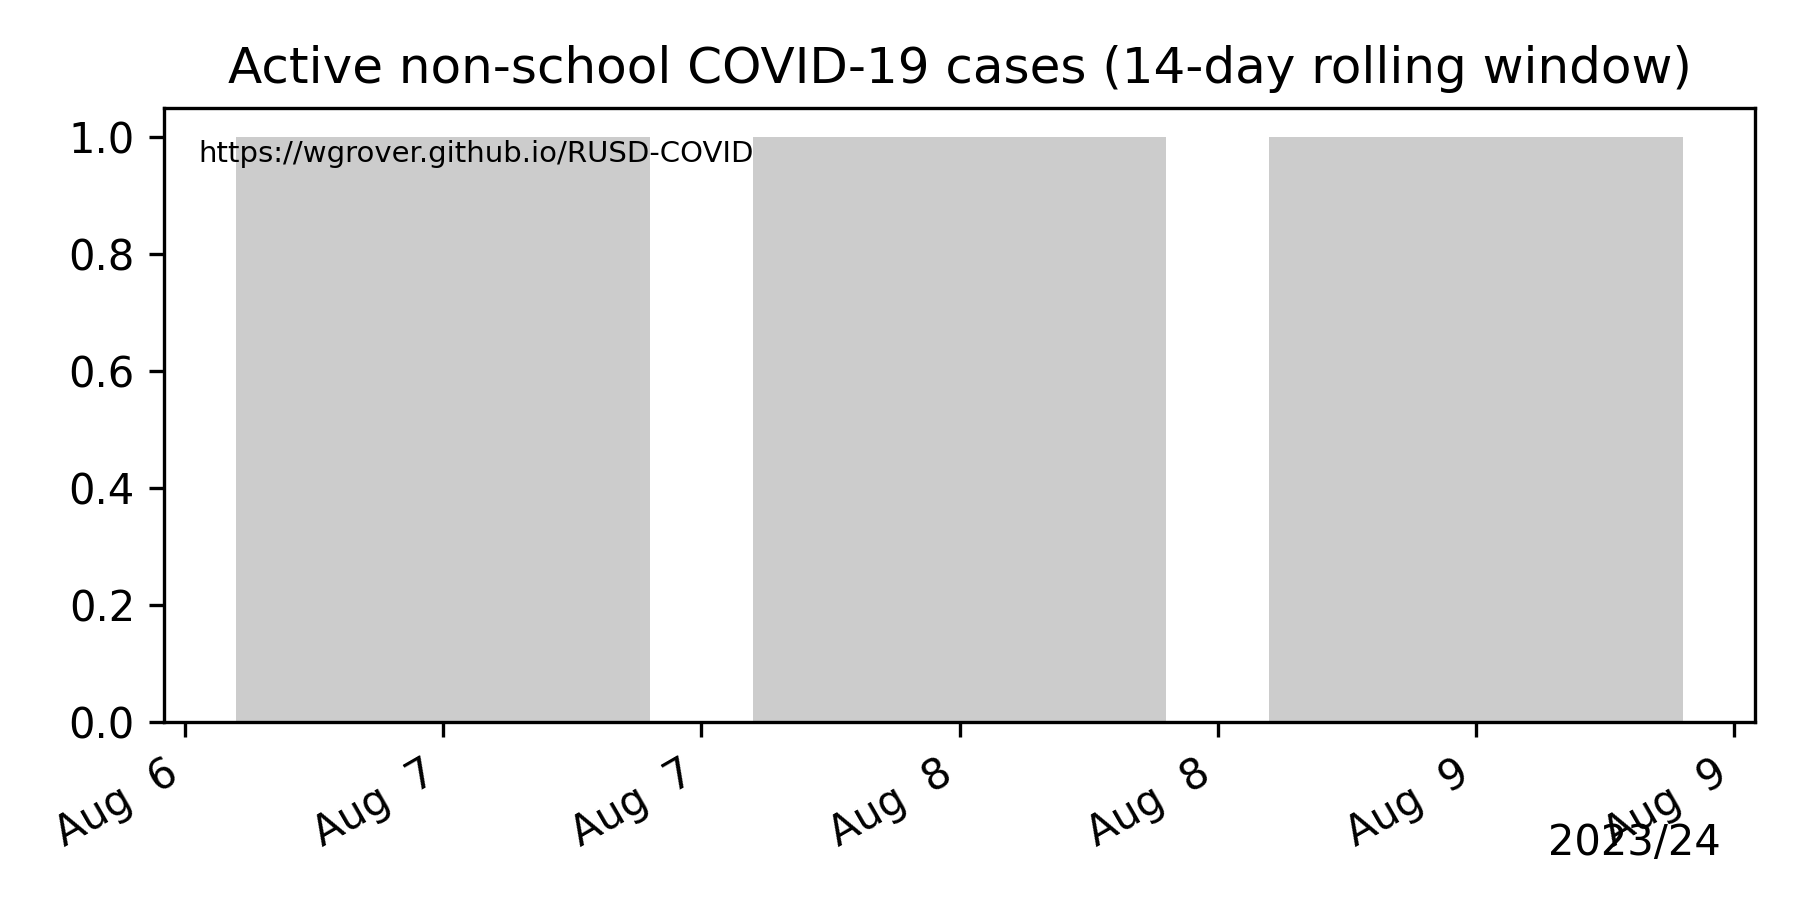 Active non-school COVID-19 cases (14-day rolling window)
https://wgrover.github.io/RUSD-COVID
1.0
0.8
0.6
0.4
0.2
0.0
Aug 6
Aug 7
Aug 7
Aug 8
Aug 8
Aug 9
Aug 9
2023/24